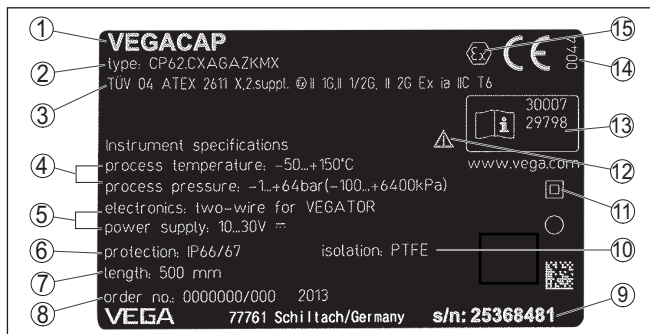 ① VEGACAP
② type: CP62.CXAGAZKMX
③ TÜV 04 ATEX 2611 X,2.suppl. Ex II 1G,II 1/2G, II 2G Ex ia IIC T6
Ex ⑮
CE 0044 ⑭
30007
29798 ⑬
i
⑫
www.vega.com
⑪
Instrument specifications
④ process temperature: -50...+150°C
process pressure: -1...+64bar(-100...+6400kPa)
⑤ electronics: two-wire for VEGATOR
power supply: 10...30V ⎓
⑥ protection: IP66/67 isolation: PTFE ⑩
⑦ length: 500 mm
⑧ order no.: 0000000/000 2013
VEGA 77761 Schiltach/Germany s/n: 25368481 ⑨